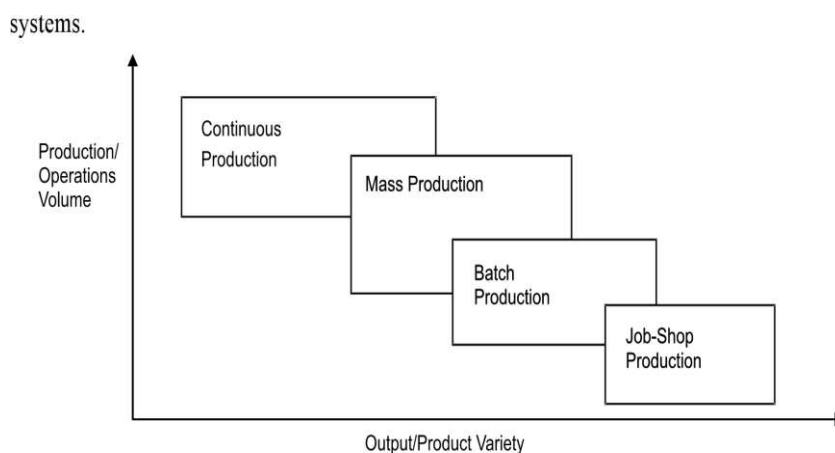 systems.
Production/
Operations
Volume
Continuous
Production
Mass Production
Batch
Production
Job-Shop
Production
Output/Product Variety